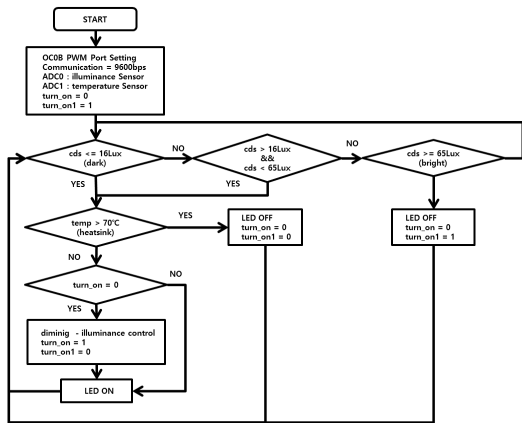 START
OC0B PWM Port Setting
Communication = 9600bps
ADC0 : illuminance Sensor
ADC1 : temperature Sensor
turn_on = 0
turn_on1 = 1
cds <= 16Lux
(dark)
NO
cds > 16Lux
&&
cds < 65Lux
NO
cds >= 65Lux
(bright)
YES
YES
YES
temp > 70℃
(heatsink)
YES
LED OFF
turn_on = 0
turn_on1 = 0
LED OFF
turn_on = 0
turn_on1 = 1
NO
turn_on = 0
NO
YES
diminig - illuminance control
turn_on = 1
turn_on1 = 0
LED ON